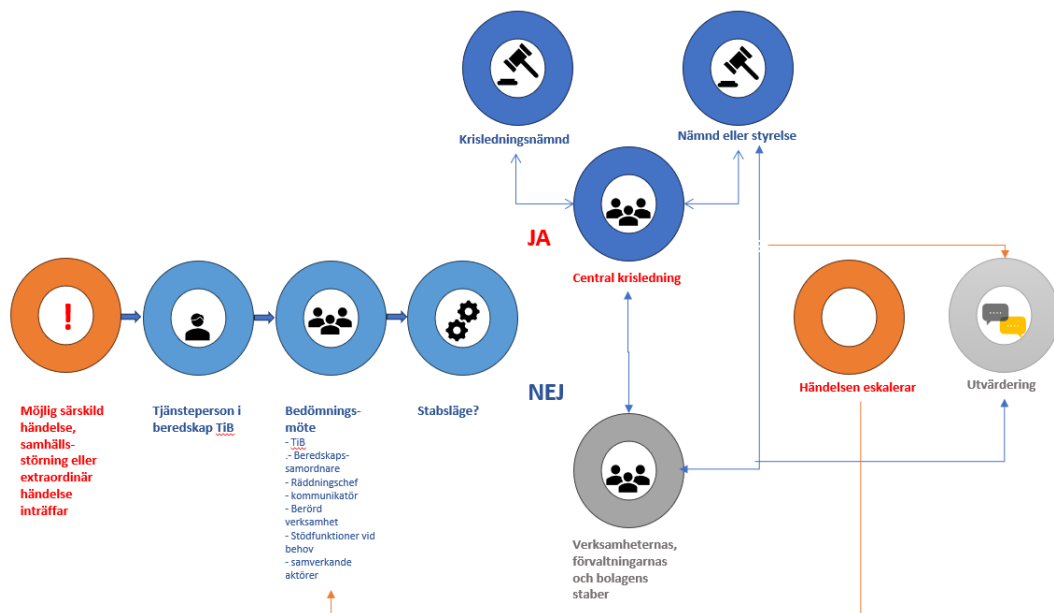 Krisledningsnämnd
Nämnd eller styrelse
JA
Central krisledning
!
Möjlig särskild
händelse,
samhälls-
störning eller
extraordinär
händelse
inträffar
Tjänsteperson i
beredskap TiB
Bedömnings-
möte
- TiB
.- Beredskaps-
samordnare
- Räddningschef
- kommunikatör
- Berörd
verksamhet
- Stödfunktioner vid
behov
- samverkande
aktörer
Stabsläge?
NEJ
Verksamheternas,
förvaltningarnas
och bolagens
staber
Händelsen eskalerar
Utvärdering